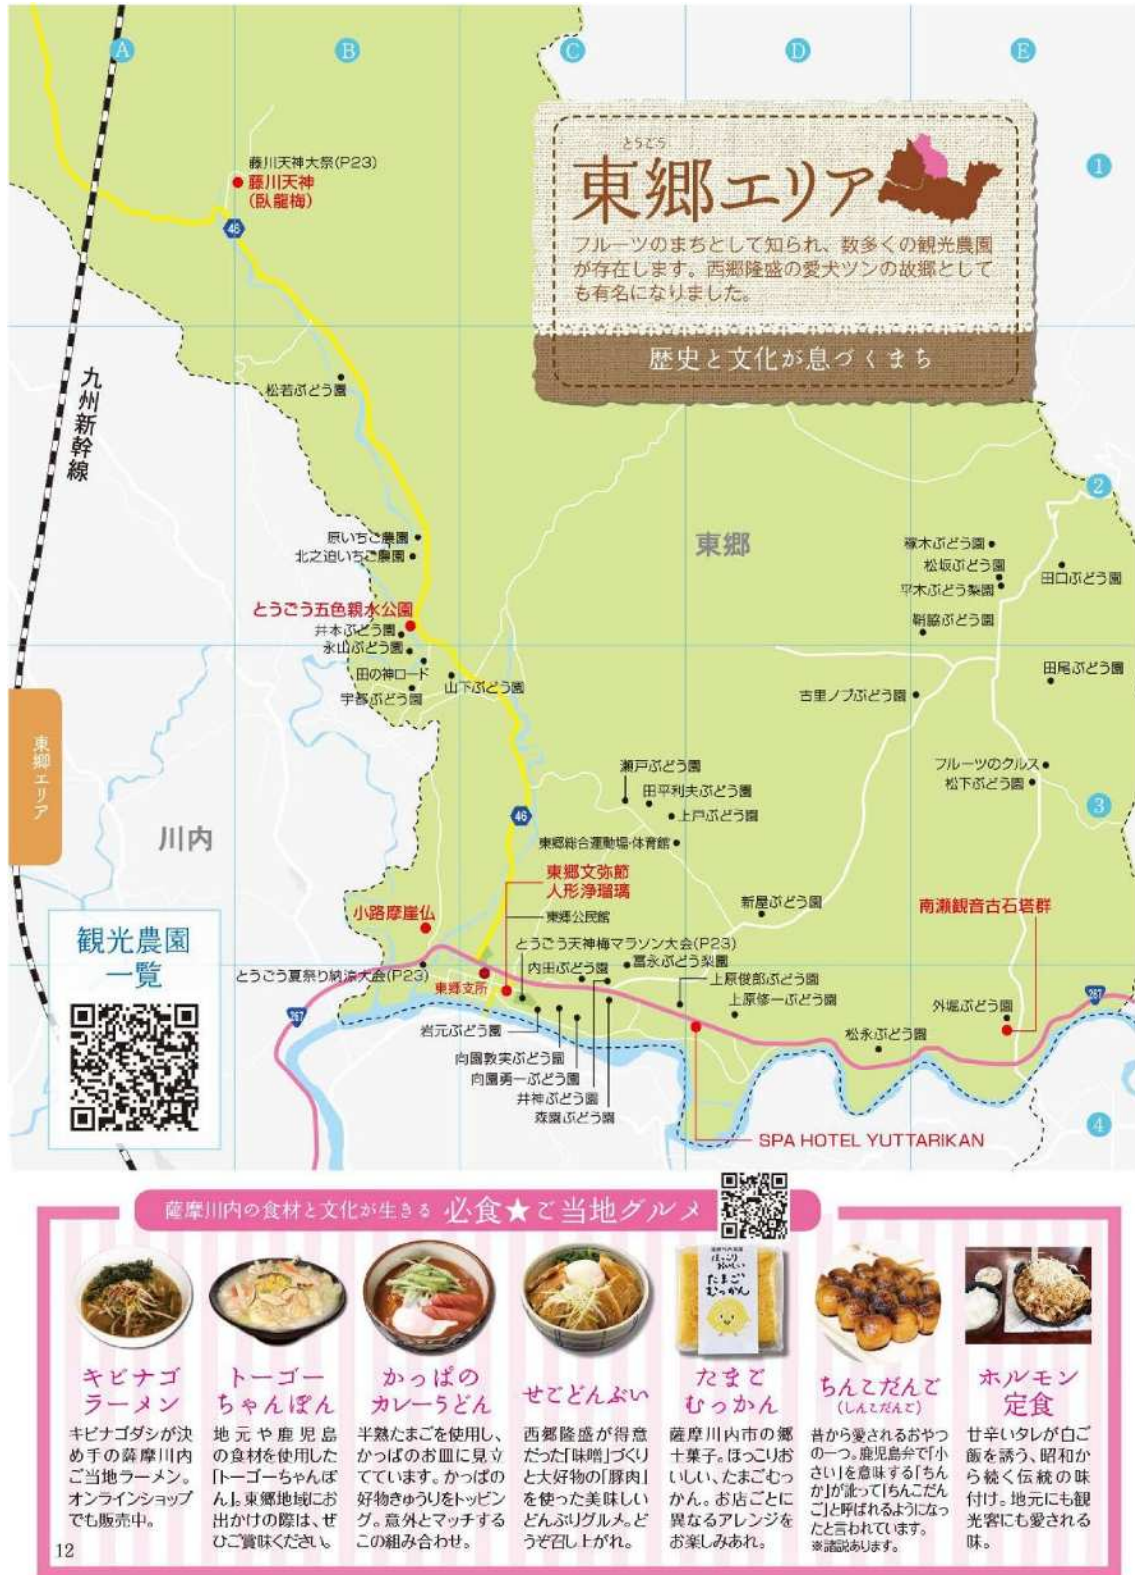 A
B
C
D
E
1
2
3
4
とうごう
東郷エリア
フルーツのまちとして知られ、数多くの観光農園
が存在します。西郷隆盛の愛犬ツンの故郷として
も有名になりました。
歴史と文化が息づくまち
藤川天神大祭(P23)
藤川天神
(臥龍梅)
46
九州新幹線
松若ぶどう園
原いちご農園
北之迫いちご農園
とうごう五色親水公園
井本ぶどう園
永山ぶどう園
田の神ロード
宇都ぶどう園
山下ぶどう園
東郷
稼木ぶどう園
松坂ぶどう園
平木ぶどう梨園
田口ぶどう園
鞘脇ぶどう園
田尾ぶどう園
古里ノブぶどう園
フルーツのクルス
松下ぶどう園
東郷エリア
川内
瀬戸ぶどう園
田平利夫ぶどう園
上戸ぶどう園
46
東郷総合運動場・体育館
東郷文弥節
人形浄瑠璃
東郷公民館
新屋ぶどう園
南瀬観音古石塔群
小路摩崖仏
とうごう天神梅マラソン大会(P23)
とうごう夏祭り納涼大会(P23)
東郷支所
内田ぶどう園
冨永ぶどう梨園
上原俊郎ぶどう園
上原修一ぶどう園
外堀ぶどう園
松永ぶどう園
267
267
岩元ぶどう園
向園敦実ぶどう園
向園勇一ぶどう園
井神ぶどう園
森園ぶどう園
SPA HOTEL YUTTARIKAN
観光農園
一覧
薩摩川内の食材と文化が生きる 必食★ご当地グルメ
キビナゴ
ラーメン
キビナゴダシが決
め手の薩摩川内
ご当地ラーメン。
オンラインショップ
でも販売中。
トーゴー
ちゃんぽん
地元や鹿児島
の食材を使用した
「トーゴーちゃんぽ
ん」。東郷地域にお
出かけの際は、ぜ
ひご賞味ください。
かっぱの
カレーうどん
半熟たまごを使用し、
かっぱのお皿に見立
てています。かっぱの
好物きゅうりをトッピン
グ。意外とマッチする
この組み合わせ。
せごどんぶい
西郷隆盛が得意
だった「味噌」づくり
と大好物の「豚肉」
を使った美味しい
どんぶりグルメ。ど
うぞ召し上がれ。
ほっこり
おいしい
たまご
むっかん
たまご
むっかん
薩摩川内市の郷
土菓子。ほっこりお
いしい、たまごむっ
かん。お店ごとに
異なるアレンジを
お楽しみあれ。
ちんこだんご
(しんこだんご)
昔から愛されるおやつ
の一つ。鹿児島弁で「小
さい」を意味する「ちん
か」が訛って「ちんこだん
ご」と呼ばれるようになっ
たと言われています。
※諸説あります。
ホルモン
定食
甘辛いタレが白ご
飯を誘う、昭和か
ら続く伝統の味
付け。地元にも観
光客にも愛される
味。
12